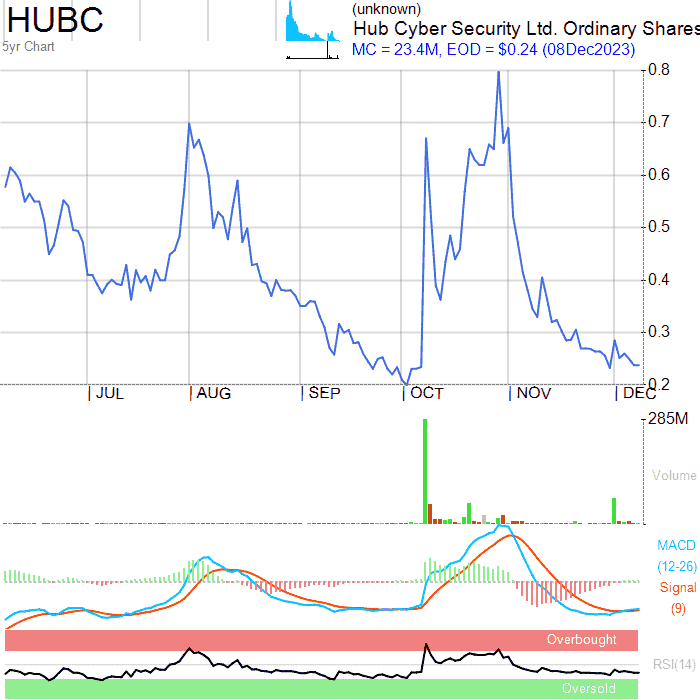 HUBC
5yr Chart
(unknown)
Hub Cyber Security Ltd. Ordinary Shares
MC = 23.4M, EOD = $0.24 (08Dec2023)
0.8
0.7
0.6
0.5
0.4
0.3
0.2
JUL AUG SEP OCT NOV DEC
285M
Volume
MACD
(12-26)
Signal
(9)
Overbought
RSI(14)
Oversold